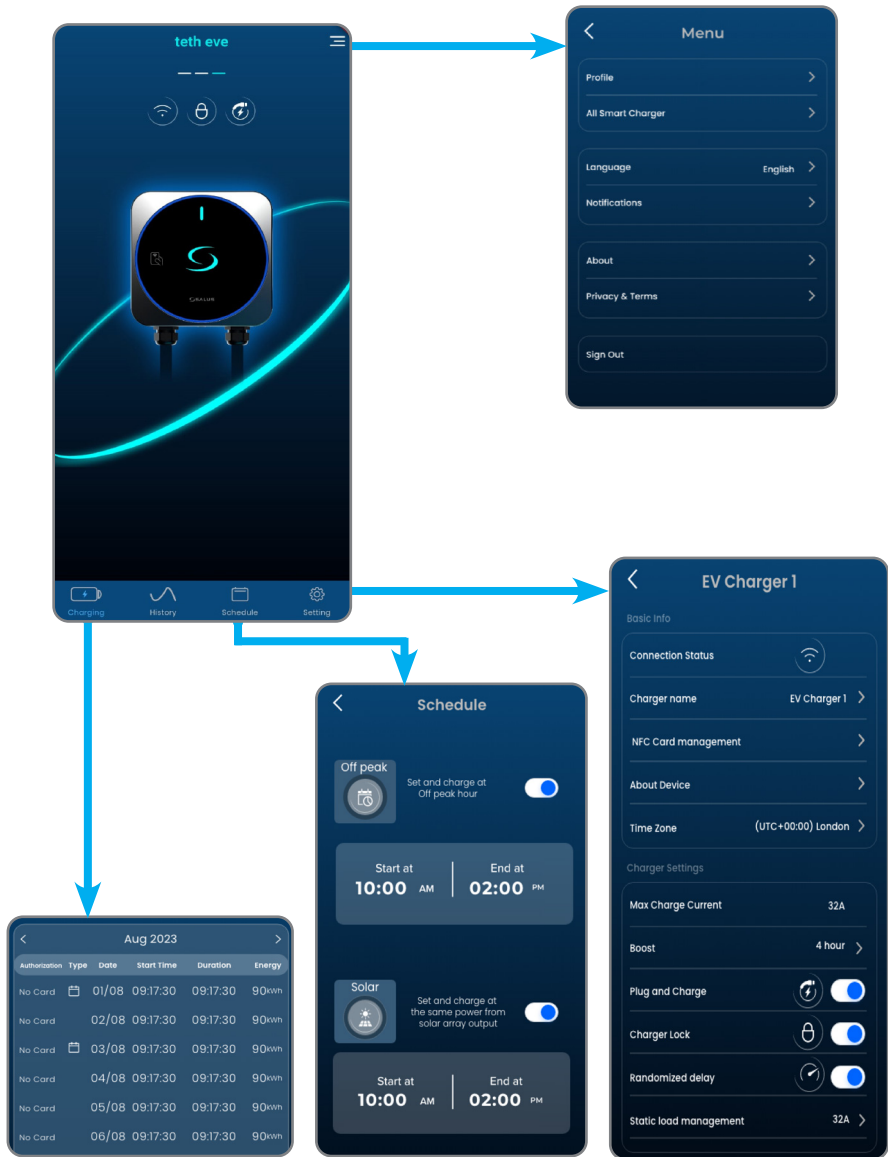 teth eve
Charging
History
Schedule
Setting
Menu
Profile
All Smart Charger
Language English
Notifications
About
Privacy & Terms
Sign Out
Aug 2023
Authorization Type Date Start Time Duration Energy
No Card 01/08 09:17:30 09:17:30 90kWh
No Card 02/08 09:17:30 09:17:30 90kWh
No Card 03/08 09:17:30 09:17:30 90kWh
No Card 04/08 09:17:30 09:17:30 90kWh
No Card 05/08 09:17:30 09:17:30 90kWh
No Card 06/08 09:17:30 09:17:30 90kWh
Schedule
Off peak
Set and charge at
Off peak hour
Start at End at
10:00 AM 02:00 PM
Solar
Set and charge at
the same power from
solar array output
Start at End at
10:00 AM 02:00 PM
EV Charger 1
Basic Info
Connection Status
Charger name EV Charger 1
NFC Card management
About Device
Time Zone (UTC+00:00) London
Charger Settings
Max Charge Current 32A
Boost 4 hour
Plug and Charge
Charger Lock
Randomized delay
Static load management 32A